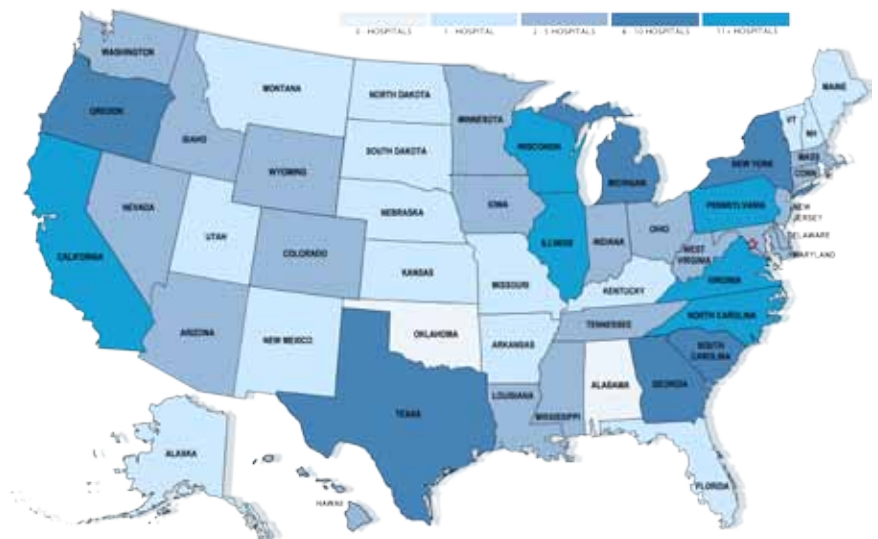 0 HOSPITALS
1 HOSPITAL
2 - 5 HOSPITALS
6 - 10 HOSPITALS
11+ HOSPITALS
WASHINGTON
MONTANA
NORTH DAKOTA
MINNESOTA
MAINE
OREGON
IDAHO
SOUTH DAKOTA
WISCONSIN
MICHIGAN
VT
NH
NEW YORK
MASS
CONN
WYOMING
NEBRASKA
IOWA
PENNSYLVANIA
NEW
JERSEY
NEVADA
UTAH
COLORADO
KANSAS
MISSOURI
ILLINOIS
INDIANA
OHIO
WEST
VIRGINIA
DELAWARE
MARYLAND
CALIFORNIA
KENTUCKY
VIRGINIA
ARIZONA
NEW MEXICO
OKLAHOMA
ARKANSAS
TENNESSEE
NORTH CAROLINA
SOUTH
CAROLINA
TEXAS
LOUISIANA
MISSISSIPPI
ALABAMA
GEORGIA
ALASKA
HAWAII
FLORIDA